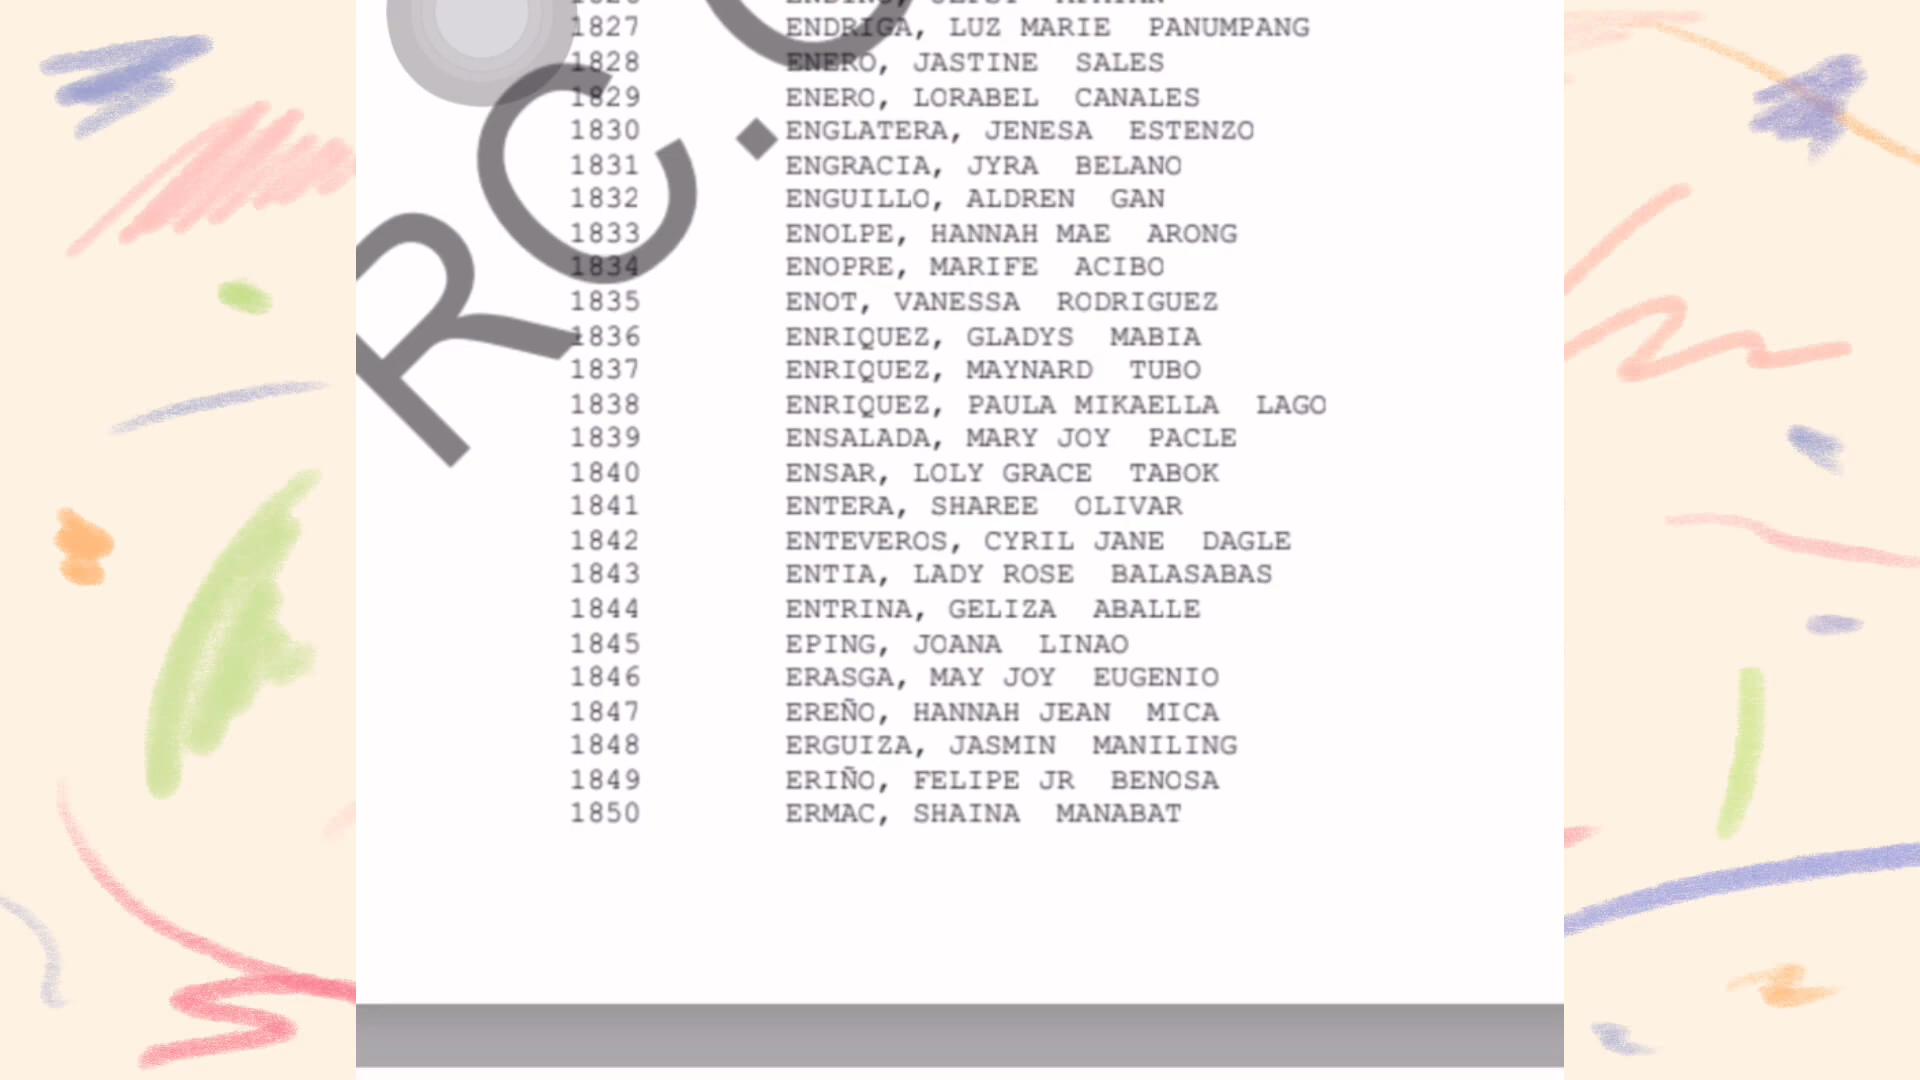 1827 ENDRIGA, LUZ MARIE PANUMPANG
1828 ENERO, JASTINE SALES
1829 ENERO, LORABEL CANALES
1830 ENGLATERA, JENESA ESTENZO
1831 ENGRACIA, JYRA BELANO
1832 ENGUILLO, ALDREN GAN
1833 ENOLPE, HANNAH MAE ARONG
1834 ENOPRE, MARIFE ACIBO
1835 ENOT, VANESSA RODRIGUEZ
1836 ENRIQUEZ, GLADYS MABIA
1837 ENRIQUEZ, MAYNARD TUBO
1838 ENRIQUEZ, PAULA MIKAELLA LAGO
1839 ENSALADA, MARY JOY PACLE
1840 ENSAR, LOLY GRACE TABOK
1841 ENTERA, SHAREE OLIVAR
1842 ENTEVEROS, CYRIL JANE DAGLE
1843 ENTIA, LADY ROSE BALASABAS
1844 ENTRINA, GELIZA ABALLE
1845 EPING, JOANA LINAO
1846 ERASGA, MAY JOY EUGENIO
1847 EREÑO, HANNAH JEAN MICA
1848 ERGUIZA, JASMIN MANILING
1849 ERIÑO, FELIPE JR BENOSA
1850 ERMAC, SHAINA MANABAT
RC.